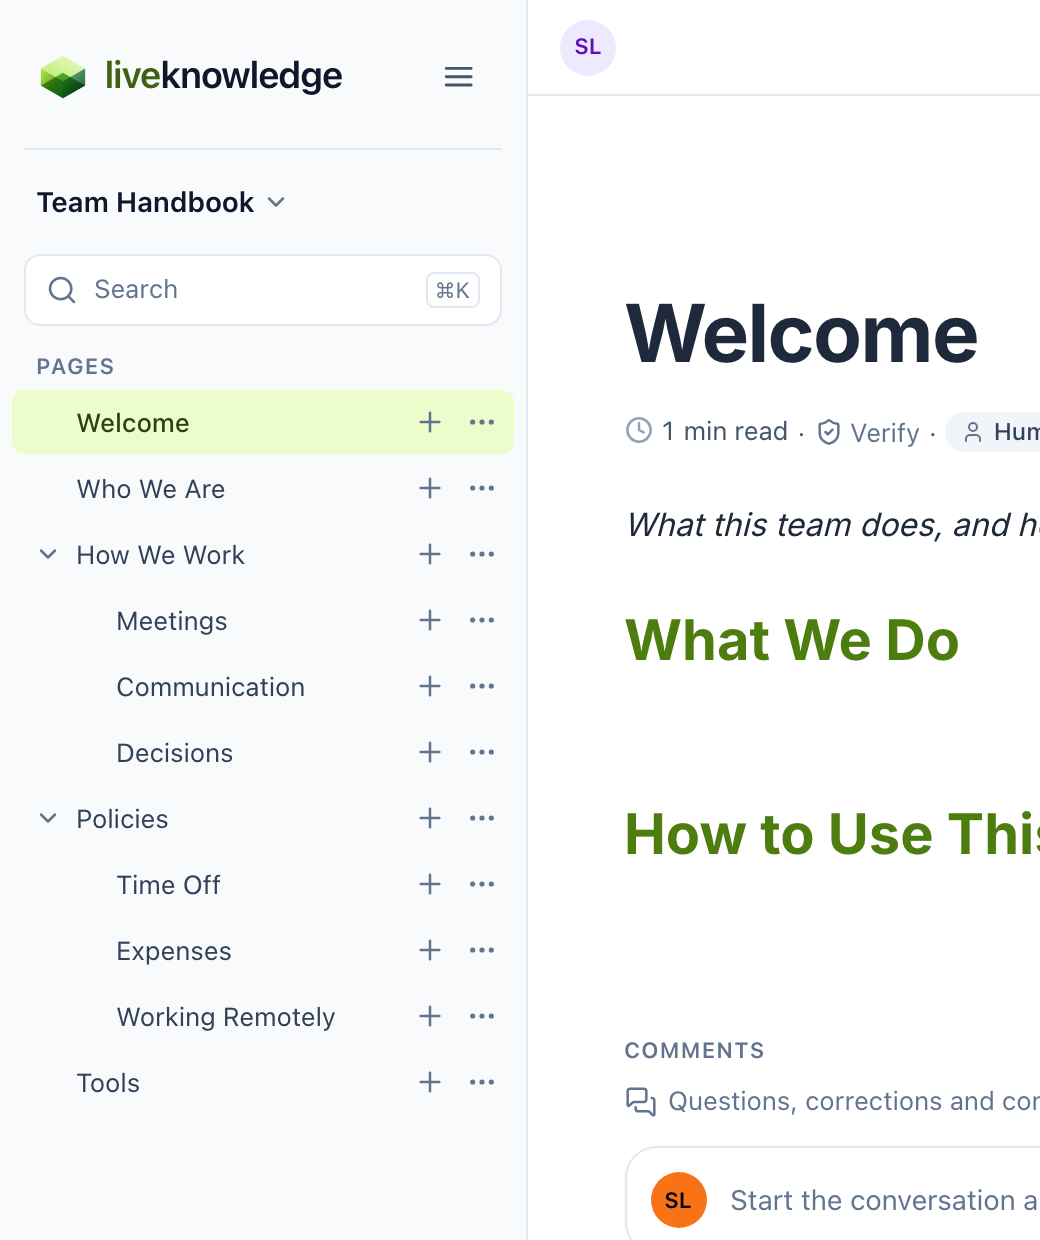 liveknowledge
Team Handbook
Search ⌘K
PAGES
Welcome
Who We Are
How We Work
Meetings
Communication
Decisions
Policies
Time Off
Expenses
Working Remotely
Tools
SL
Welcome
1 min read · Verify ·
What this team does, and
What We Do
How to Use
COMMENTS
Questions, corrections and
SL Start the conversation